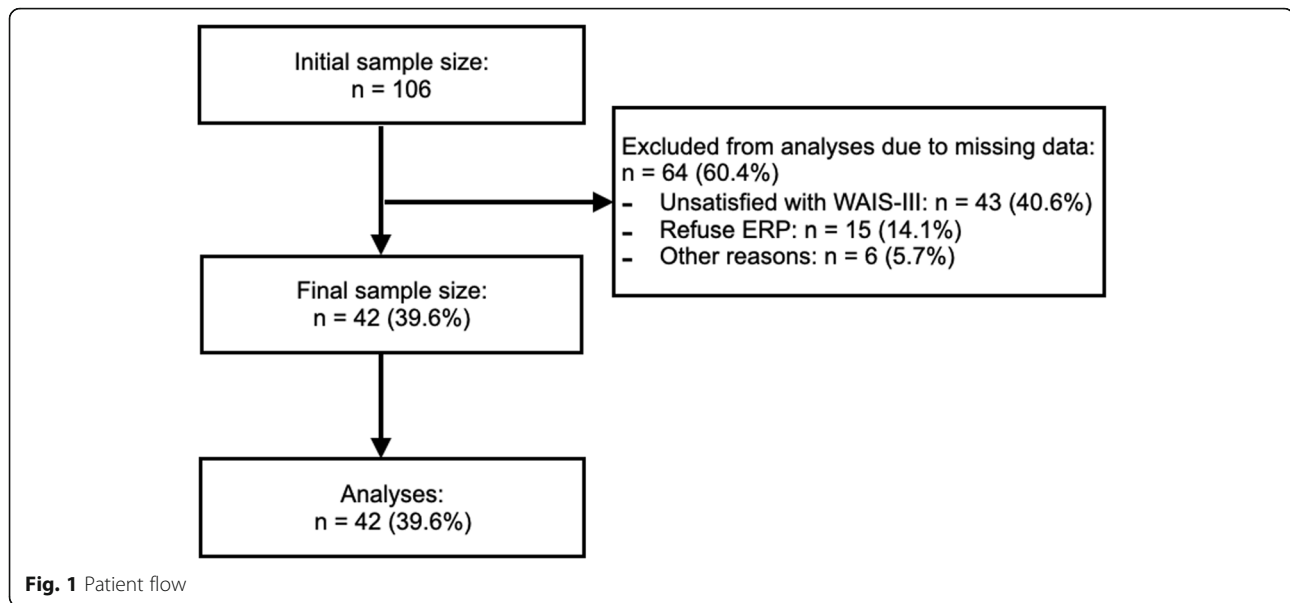 Initial sample size:
n = 106
Excluded from analyses due to missing data:
n = 64 (60.4%)
- Unsatisfied with WAIS-III: n = 43 (40.6%)
- Refuse ERP: n = 15 (14.1%)
- Other reasons: n = 6 (5.7%)
Final sample size:
n = 42 (39.6%)
Analyses:
n = 42 (39.6%)
Fig. 1 Patient flow